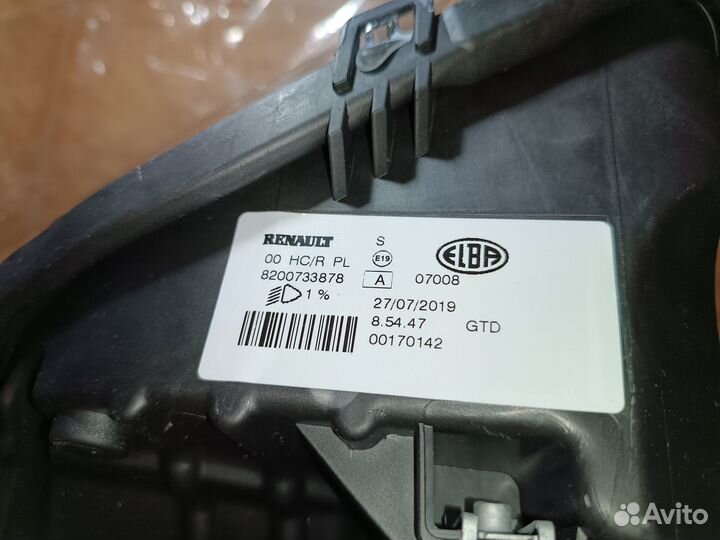 RENAULT S ELBA
00 HC/R PL E19
8200733878 A 07008
1 % 27/07/2019
8.54.47 GTD
00170142
Avito